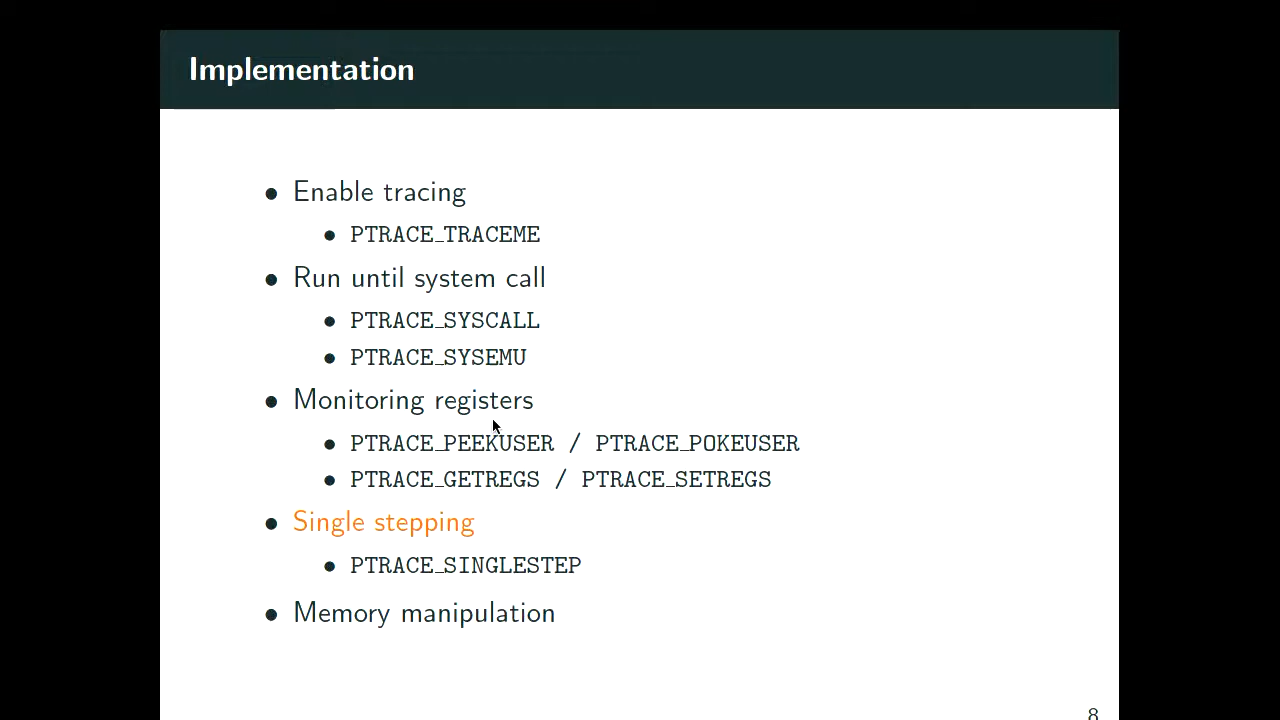 Implementation
• Enable tracing
• PTRACE_TRACEME
• Run until system call
• PTRACE_SYSCALL
• PTRACE_SYSEMU
• Monitoring registers
• PTRACE_PEEKUSER / PTRACE_POKEUSER
• PTRACE_GETREGS / PTRACE_SETREGS
• Single stepping
• PTRACE_SINGLESTEP
• Memory manipulation
8